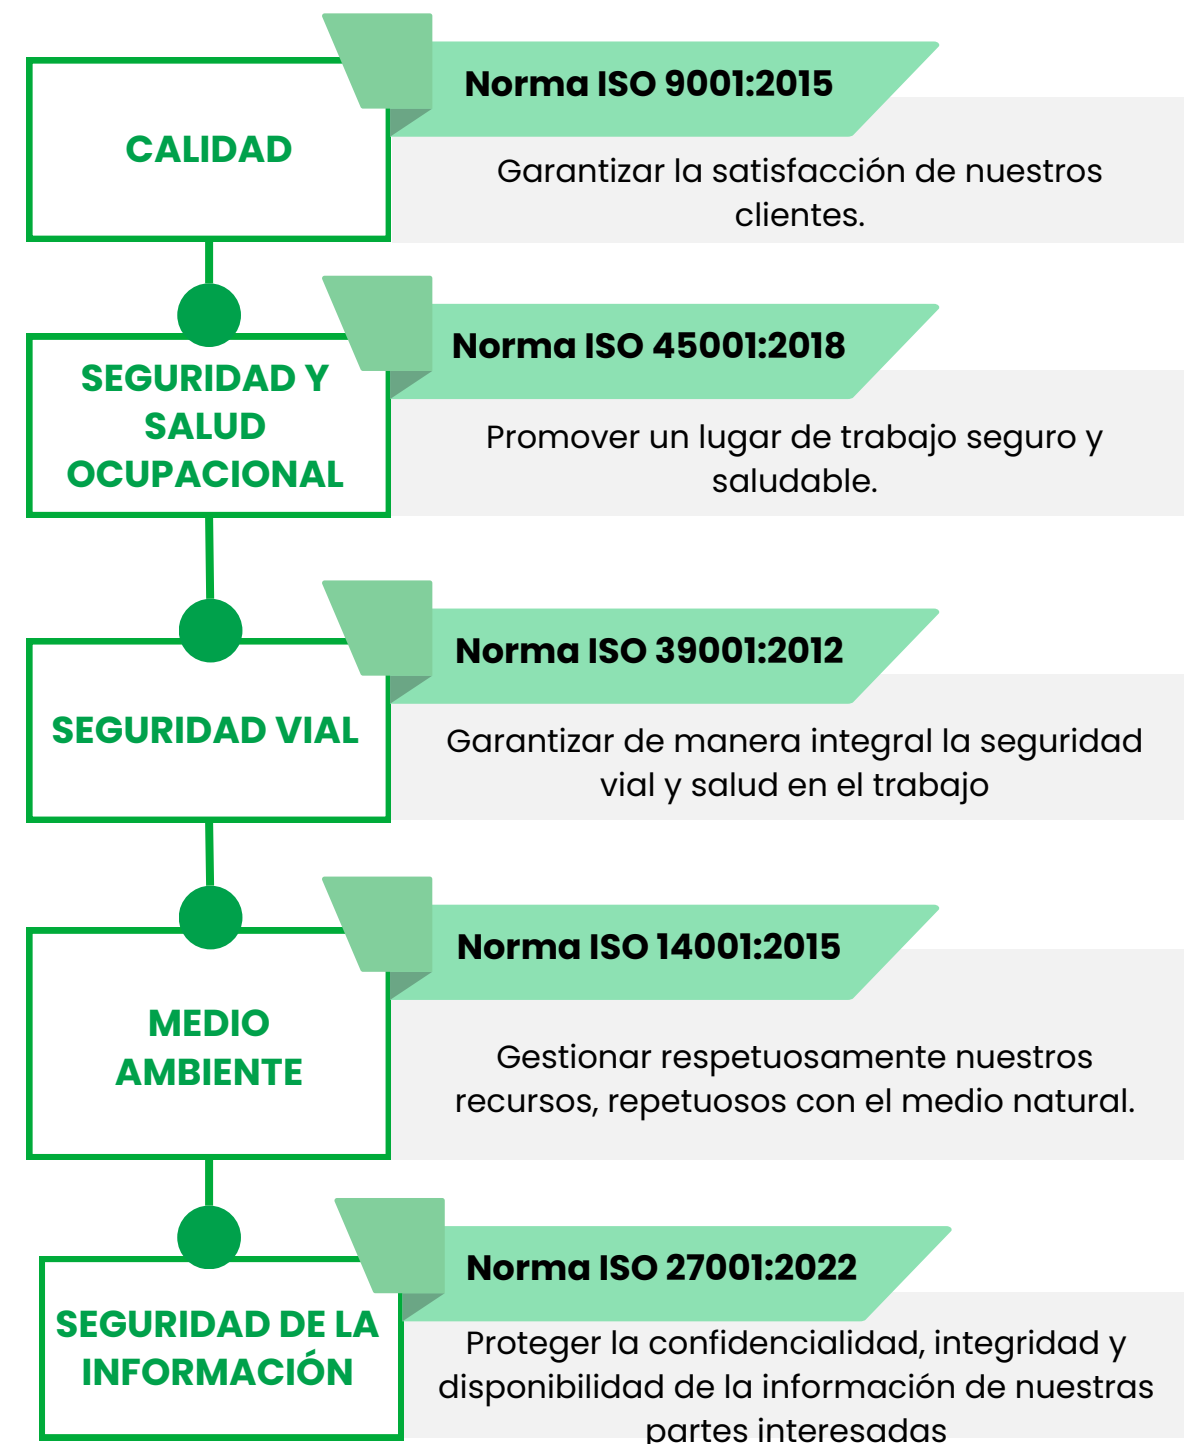 Norma ISO 9001:2015
CALIDAD
Garantizar la satisfacción de nuestros
clientes.
Norma ISO 45001:2018
SEGURIDAD Y
SALUD
OCUPACIONAL
Promover un lugar de trabajo seguro y
saludable.
Norma ISO 39001:2012
SEGURIDAD VIAL
Garantizar de manera integral la seguridad
vial y salud en el trabajo
Norma ISO 14001:2015
MEDIO
AMBIENTE
Gestionar respetuosamente nuestros
recursos, repetuosos con el medio natural.
Norma ISO 27001:2022
SEGURIDAD DE LA
INFORMACIÓN
Proteger la confidencialidad, integridad y
disponibilidad de la información de nuestras
partes interesadas